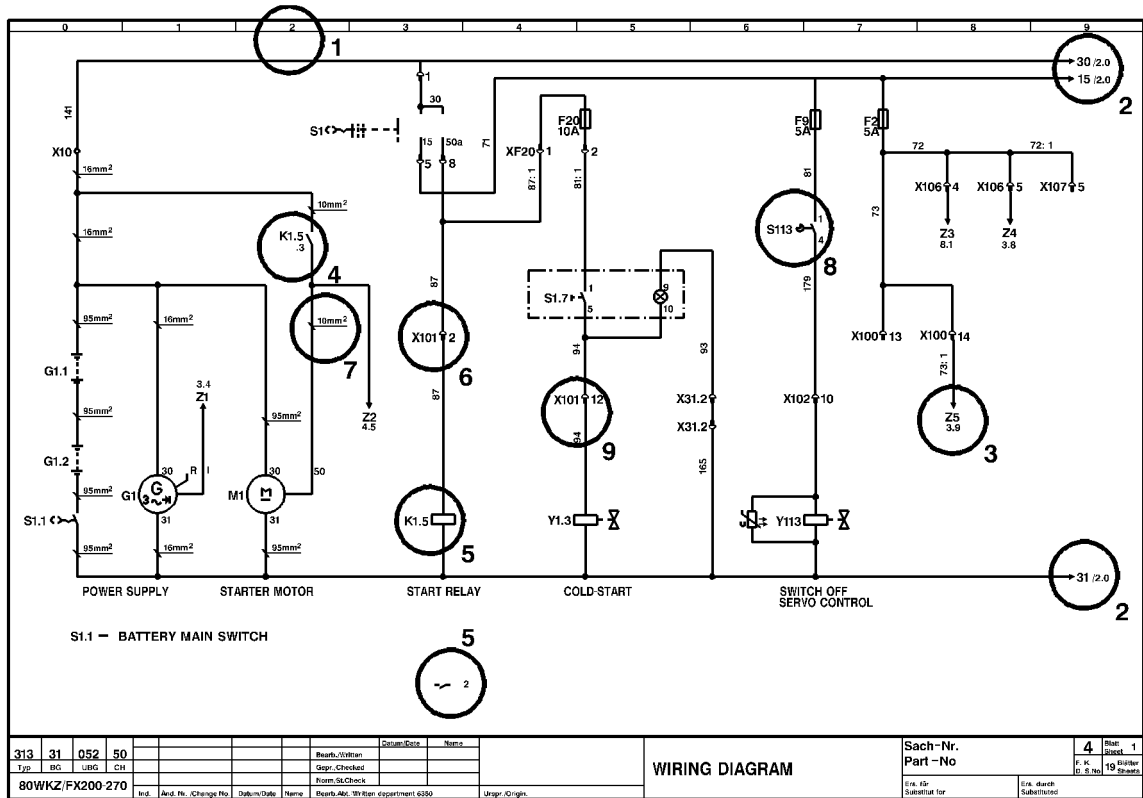 0 1 2 3 4 5 6 7 8 9
1
30 /2.0
15 /2.0
2
141
X10
16mm²
16mm²
10mm²
K1.5
.3
4
10mm²
7
95mm²
16mm²
G1.1
95mm²
3.4
Z1
G1.2
95mm²
95mm²
Z2
4.5
30
R
50
G1
G
3
31
M1
M
30
31
S1.1
95mm²
16mm²
95mm²
1
30
S1
15
50a
5
8
71
87
X101 2
6
87
K1.5
5
XF20 1
87: 1
F20
10A
2
81: 1
S1.7
1
5
9
10
94
X101 12
94
9
93
X31.2
X31.2
165
Y1.3
F9
5A
81
S113
1
4
8
179
X102 10
Y113
F2
5A
72
72: 1
X106 4
X106 5
X107 5
Z3
8.1
Z4
3.8
73
X100 13
X100 14
73: 1
Z5
3.9
3
31 /2.0
2
POWER SUPPLY
STARTER MOTOR
START RELAY
COLD-START
SWITCH OFF
SERVO CONTROL
S1.1 — BATTERY MAIN SWITCH
5
2
313 31 052 50
Typ BG UBG CH
80WKZ/FX200-270
Ind. Änd. Nr. /Change No. Datum/Date Name
Datum/Date Name
Bearb./Written
Gepr./Checked
Norm,St.Check
Bearb.Abt. Written department 6350
Urspr./Origin.
WIRING DIAGRAM
Sach-Nr.
Part -No
Ers. für
Substitut for
Ers. durch
Substituted
4
Blatt
Sheet 1
F. K
D. S.No
19 Blätter
Sheets